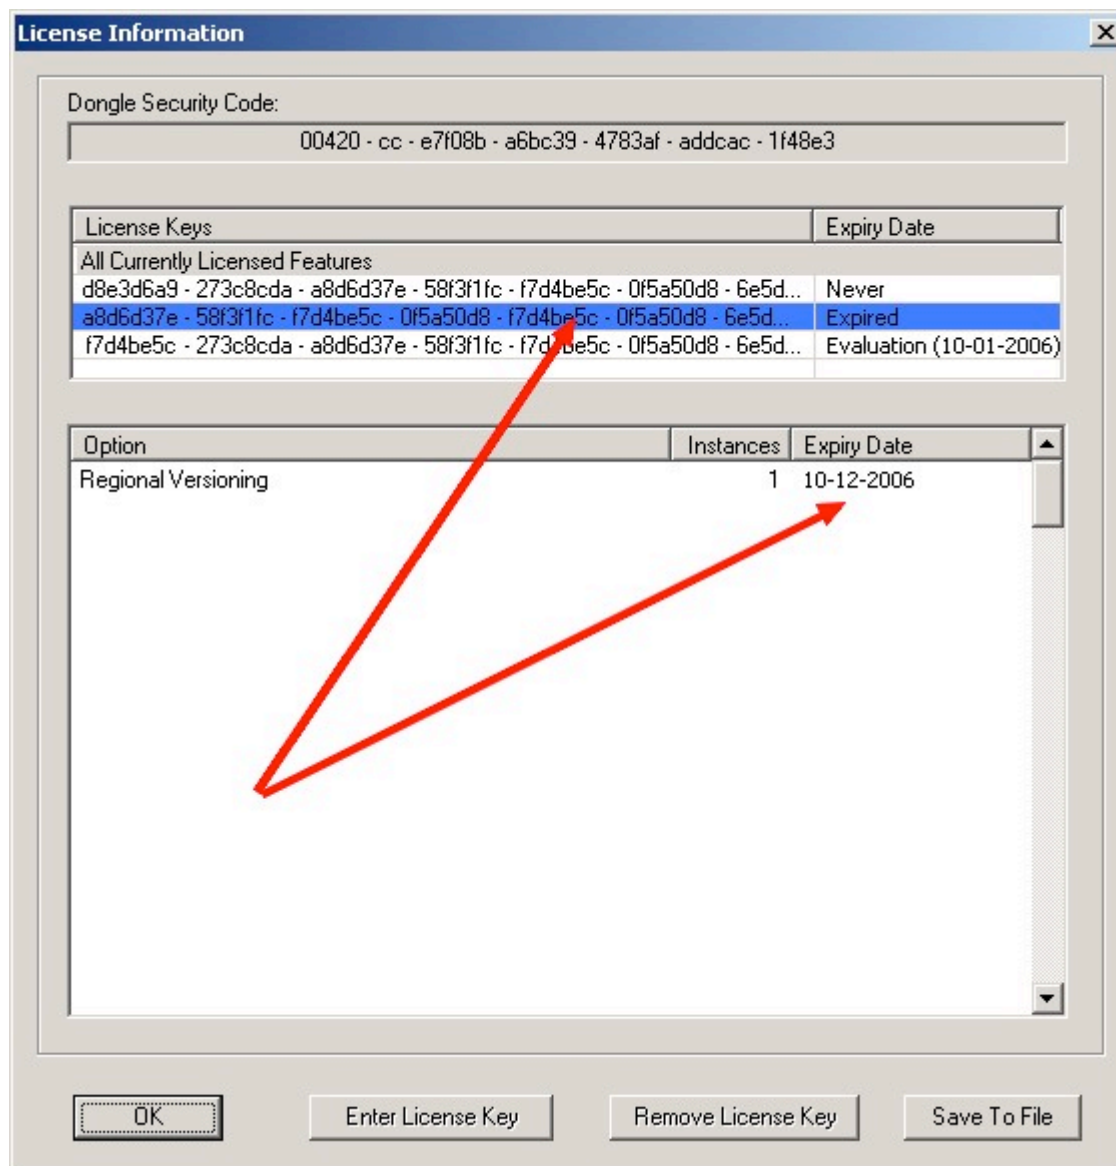 License Information
Dongle Security Code:
00420 - cc - e7f08b - a6bc39 - 4783af - addcac - 1f48e3
License Keys Expiry Date
All Currently Licensed Features
d8e3d6a9 - 273c8cda - a8d6d37e - 58f3f1fc - f7d4be5c - 0f5a50d8 - 6e5d... Never
a8d6d37e - 58f3f1fc - f7d4be5c - 0f5a50d8 - f7d4be5c - 0f5a50d8 - 6e5d... Expired
f7d4be5c - 273c8cda - a8d6d37e - 58f3f1fc - f7d4be5c - 0f5a50d8 - 6e5d... Evaluation (10-01-2006)
Option Instances Expiry Date
Regional Versioning 1 10-12-2006
OK Enter License Key Remove License Key Save To File